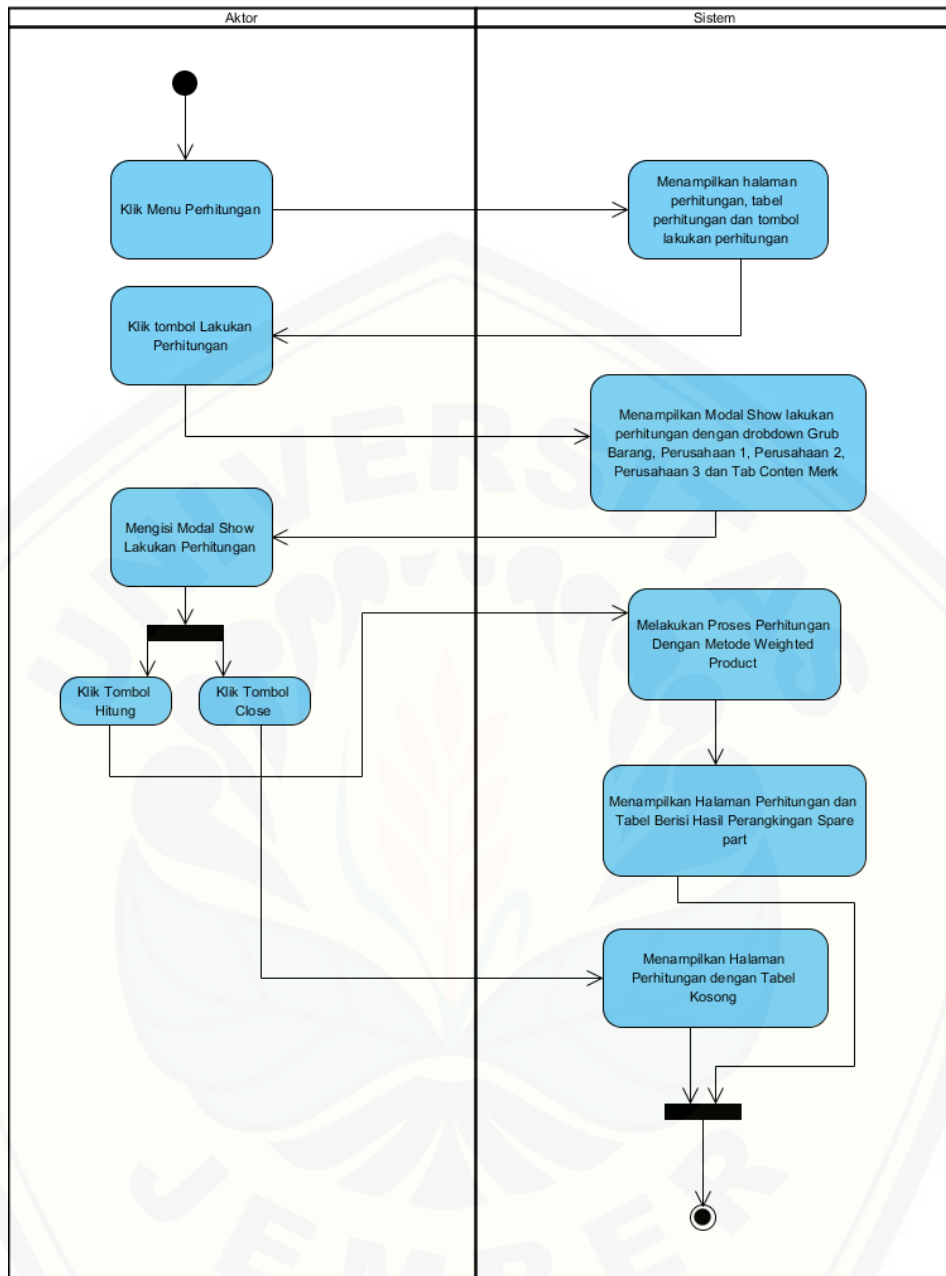 Aktor
Sistem
Klik Menu Perhitungan
Menampilkan halaman
perhitungan, tabel
perhitungan dan tombol
lakukan perhitungan
Klik tombol Lakukan
Perhitungan
Menampilkan Modal Show lakukan
perhitungan dengan drobdown Grub
Barang, Perusahaan 1, Perusahaan 2,
Perusahaan 3 dan Tab Conten Merk
Mengisi Modal Show
Lakukan Perhitungan
Klik Tombol
Hitung
Klik Tombol
Close
Melakukan Proses Perhitungan
Dengan Metode Weighted
Product
Menampilkan Halaman Perhitungan dan
Tabel Berisi Hasil Perangkingan Spare
part
Menampilkan Halaman
Perhitungan dengan Tabel
Kosong
UNIVERSITAS
JEMBER